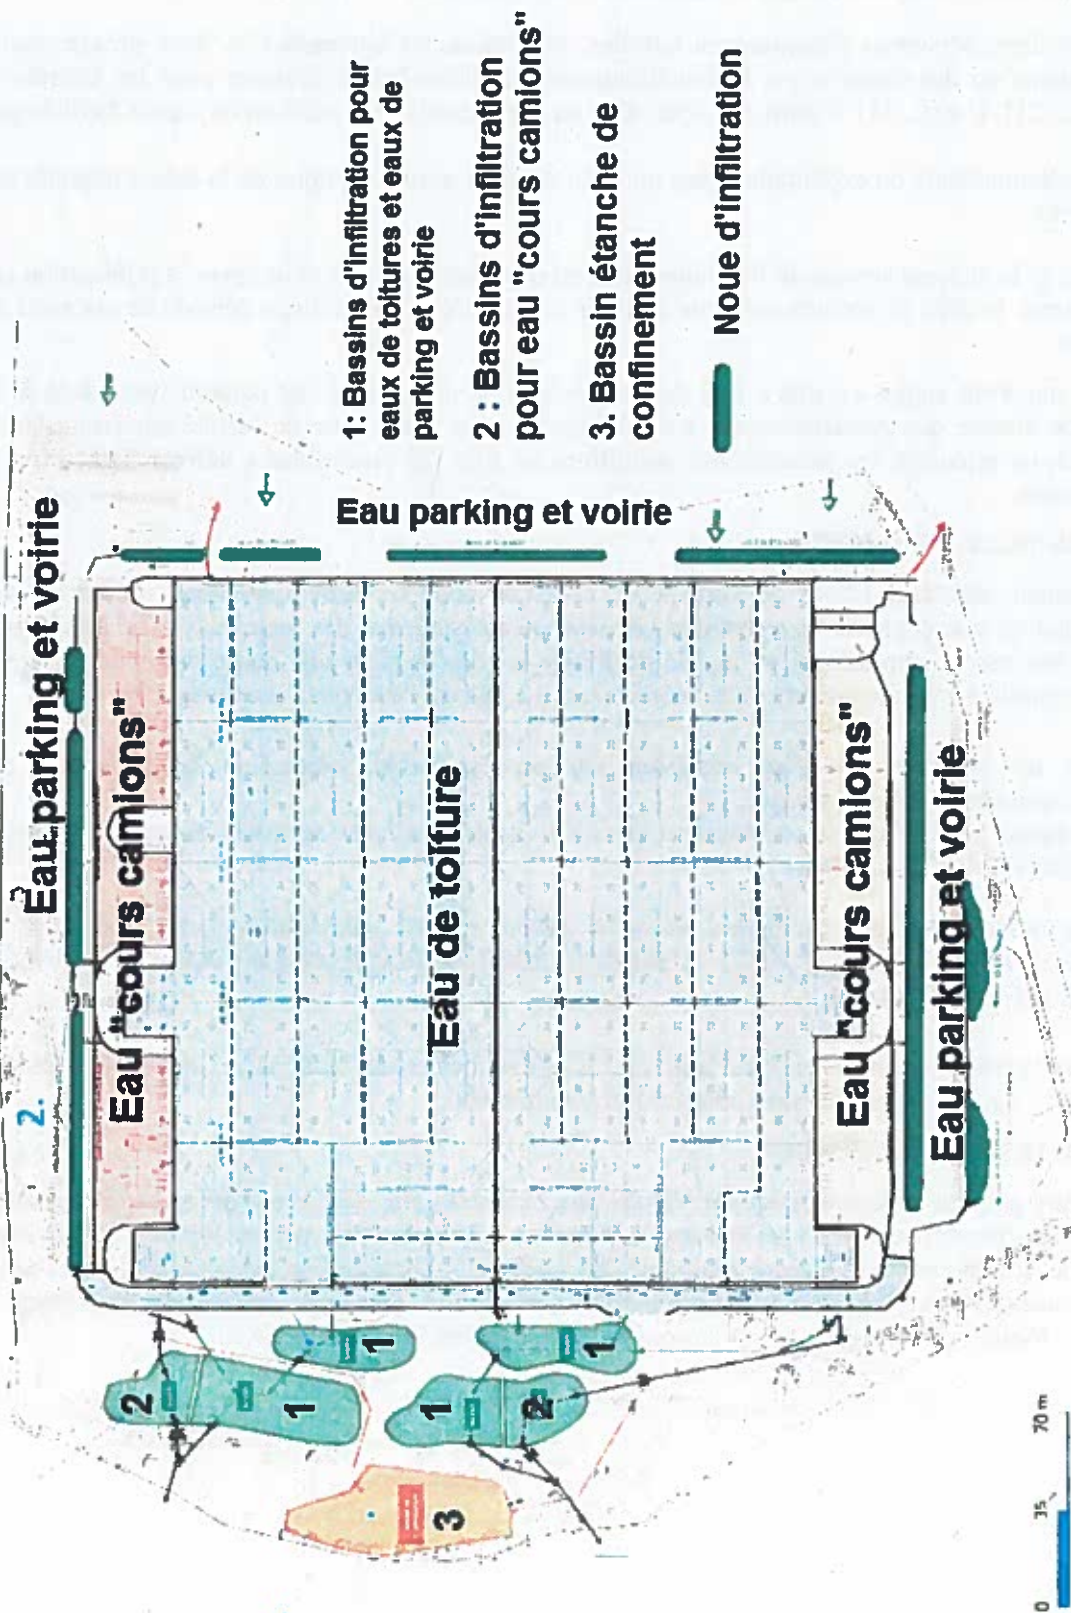 2.
Eau parking et voirie
Eau "cours camions"
Eau de toiture
Eau "cours camions"
Eau parking et voirie
Eau parking et voirie
2
1
1
1
2
1
3
1: Bassins d'infiltration pour
eaux de toitures et eaux de
parking et voirie
2 : Bassins d'infiltration
pour eau "cours camions"
3. Bassin étanche de
confinement
Noue d'infiltration
0
35
70 m